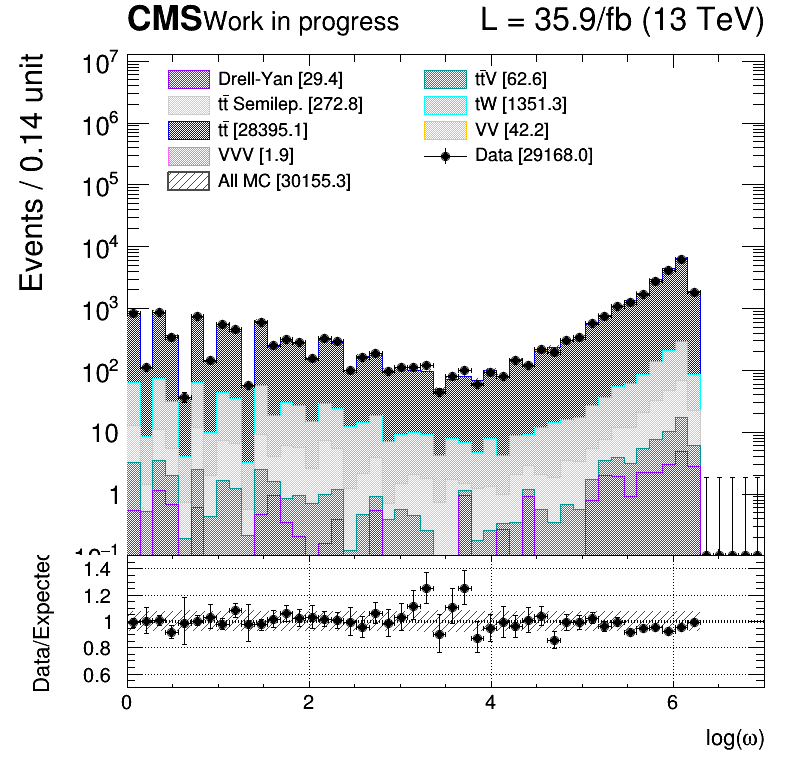 CMS Work in progress L = 35.9/fb (13 TeV)
Events / 0.14 unit
10⁷
10⁶
10⁵
10⁴
10³
10²
10
1
10⁻¹
Drell-Yan [29.4]
tt̄ Semilep. [272.8]
tt̄ [28395.1]
VVV [1.9]
All MC [30155.3]
tt̄V [62.6]
tW [1351.3]
VV [42.2]
Data [29168.0]
Data/Expected
1.4
1.2
1
0.8
0.6
0 2 4 6
log(ω)